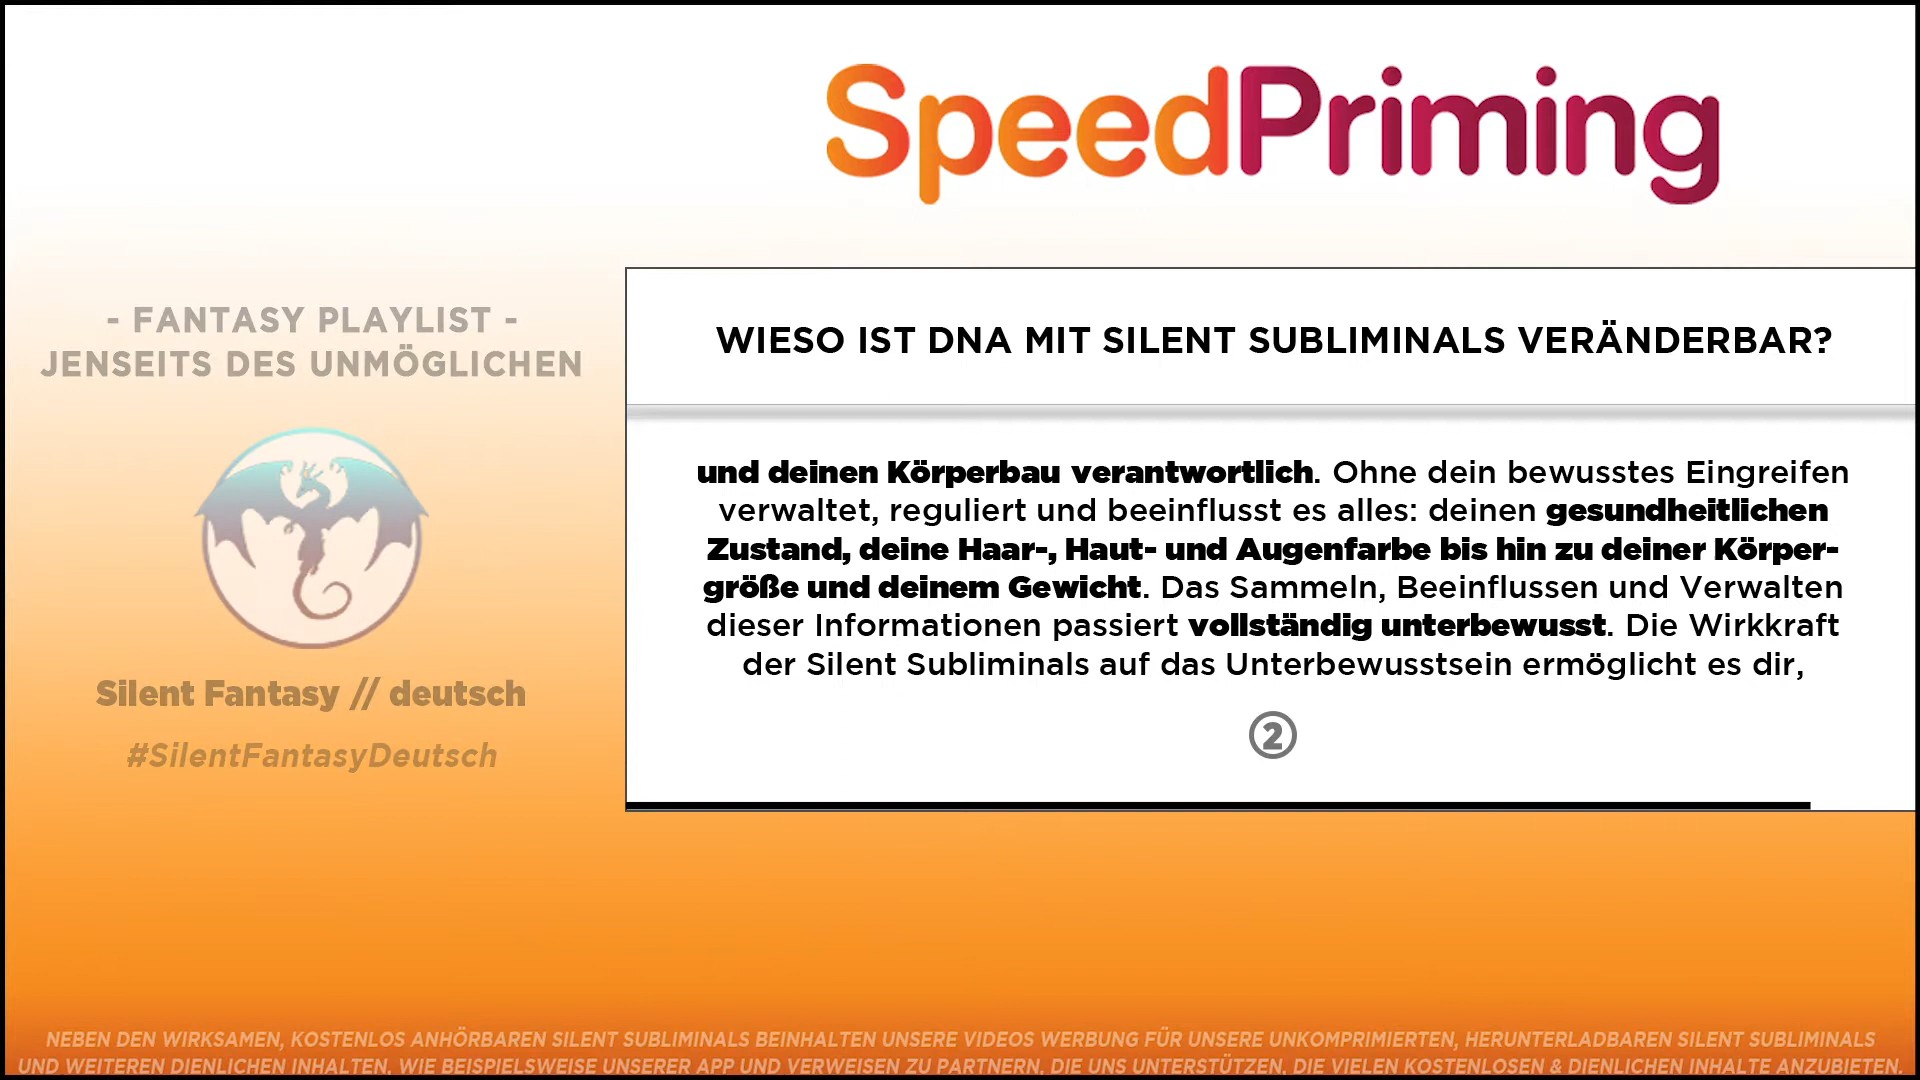 SpeedPriming
- FANTASY PLAYLIST -
JENSEITS DES UNMÖGLICHEN
Silent Fantasy // deutsch
#SilentFantasyDeutsch
WIESO IST DNA MIT SILENT SUBLIMINALS VERÄNDERBAR?
und deinen Körperbau verantwortlich. Ohne dein bewusstes Eingreifen
verwaltet, reguliert und beeinflusst es alles: deinen gesundheitlichen
Zustand, deine Haar-, Haut- und Augenfarbe bis hin zu deiner Körper-
größe und deinem Gewicht. Das Sammeln, Beeinflussen und Verwalten
dieser Informationen passiert vollständig unterbewusst. Die Wirkkraft
der Silent Subliminals auf das Unterbewusstsein ermöglicht es dir,
2
NEBEN DEN WIRKSAMEN, KOSTENLOS ANHÖRBAREN SILENT SUBLIMINALS BEINHALTEN UNSERE VIDEOS WERBUNG FÜR UNSERE UNKOMPRIMIERTEN, HERUNTERLADBAREN SILENT SUBLIMINALS
UND WEITEREN DIENLICHEN INHALTEN, WIE BEISPIELSWEISE UNSERER APP UND VERWEISEN ZU PARTNERN, DIE UNS UNTERSTÜTZEN, DIE VIELEN KOSTENLOSEN & DIENLICHEN INHALTE ANZUBIETEN.